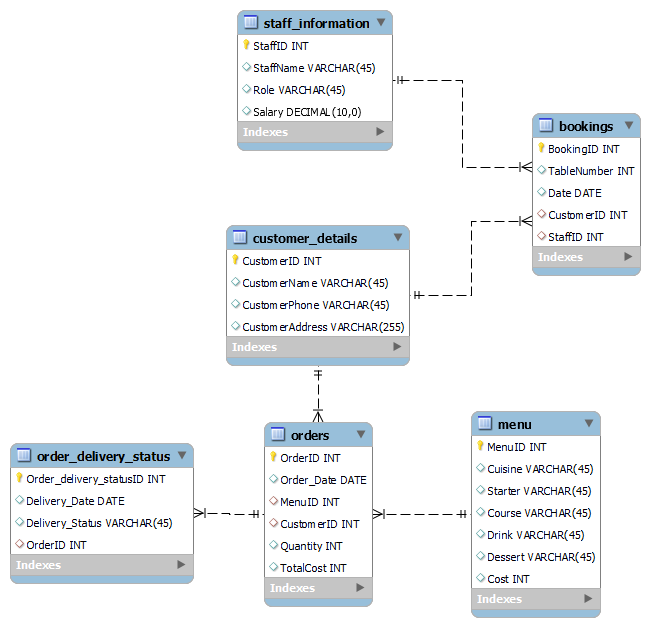 staff_information
StaffID INT
StaffName VARCHAR(45)
Role VARCHAR(45)
Salary DECIMAL(10,0)
Indexes
bookings
BookingID INT
TableNumber INT
Date DATE
CustomerID INT
StaffID INT
Indexes
customer_details
CustomerID INT
CustomerName VARCHAR(45)
CustomerPhone VARCHAR(45)
CustomerAddress VARCHAR(255)
Indexes
order_delivery_status
Order_delivery_statusID INT
Delivery_Date DATE
Delivery_Status VARCHAR(45)
OrderID INT
Indexes
orders
OrderID INT
Order_Date DATE
MenuID INT
CustomerID INT
Quantity INT
TotalCost INT
Indexes
menu
MenuID INT
Cuisine VARCHAR(45)
Starter VARCHAR(45)
Course VARCHAR(45)
Drink VARCHAR(45)
Dessert VARCHAR(45)
Cost INT
Indexes